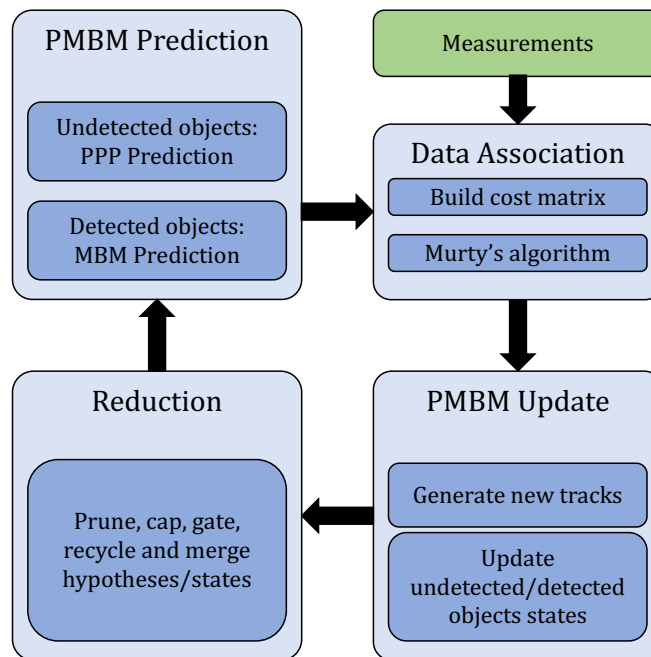 PMBM Prediction
Undetected objects:
PPP Prediction
Detected objects:
MBM Prediction
Measurements
Data Association
Build cost matrix
Murty's algorithm
Reduction
Prune, cap, gate,
recycle and merge
hypotheses/states
PMBM Update
Generate new tracks
Update
undetected/detected
objects states